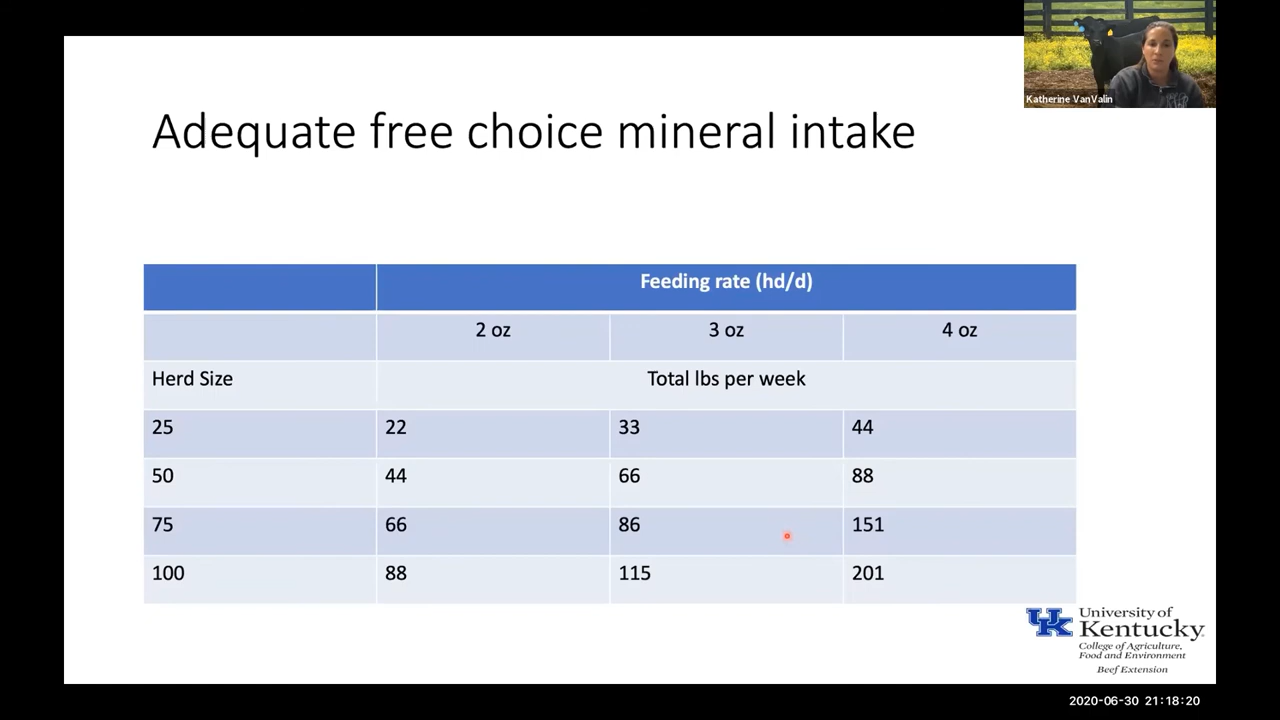 Katherine VanValin
Adequate free choice mineral intake
Feeding rate (hd/d)
2 oz 3 oz 4 oz
Herd Size Total lbs per week
25 22 33 44
50 44 66 88
75 66 86 151
100 88 115 201
UK University of
Kentucky
College of Agriculture,
Food and Environment
Beef Extension
2020-06-30 21:18:20